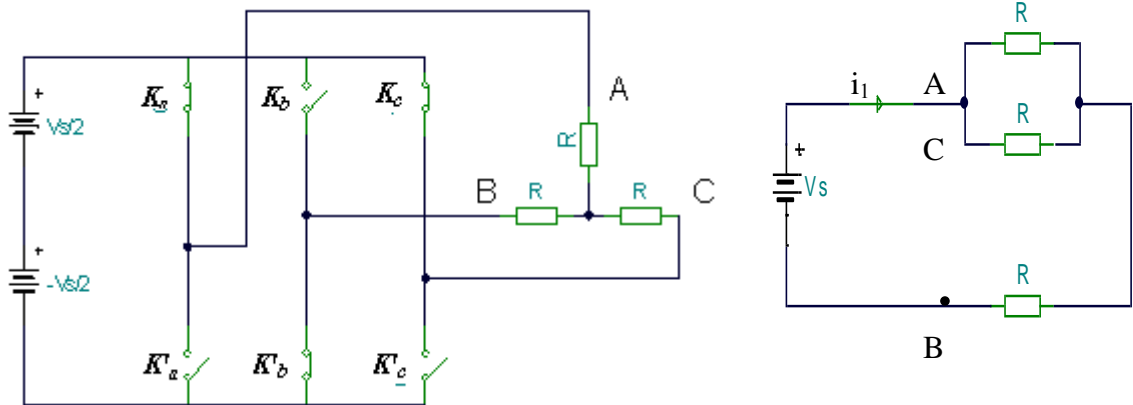 +
Vs/2
+
-Vs/2
Ka
Kb
Kc
K'a
K'b
K'c
A
R
B
R
R
C
R
i1
A
R
C
+
Vs
R
B